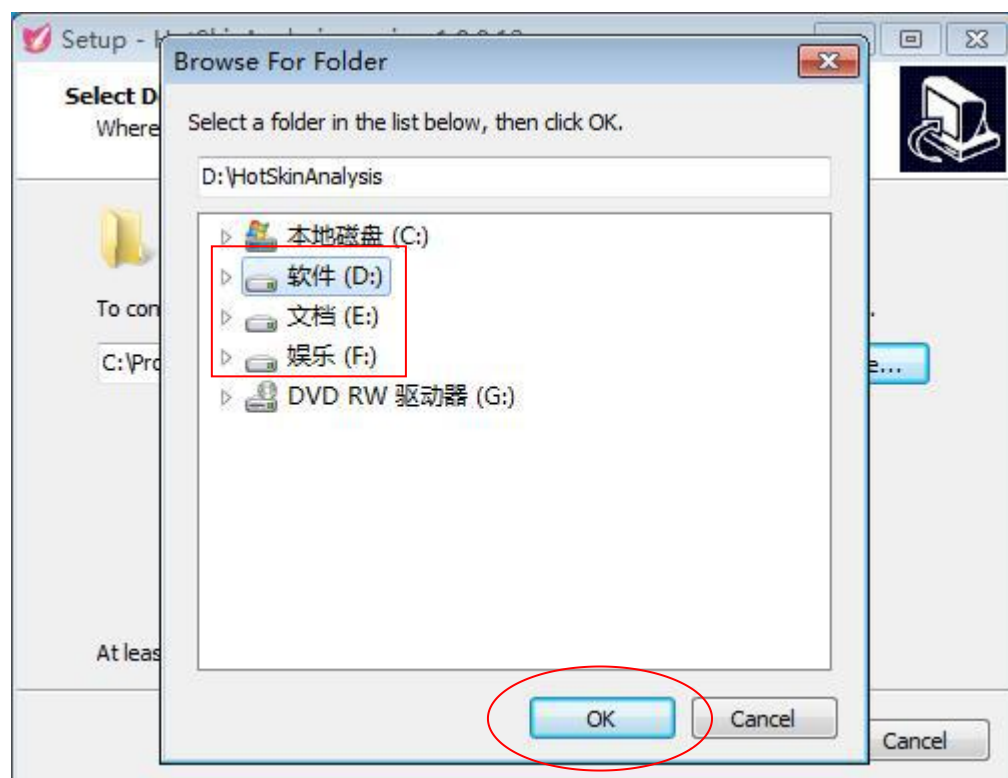 Setup - H
Browse For Folder
Select D
Where
Select a folder in the list below, then click OK.
D:\HotSkinAnalysis
本地磁盘 (C:)
软件 (D:)
To con
文档 (E:)
.
C:\Pro
娱乐 (F:)
e...
DVD RW 驱动器 (G:)
At leas
OK
Cancel
Cancel